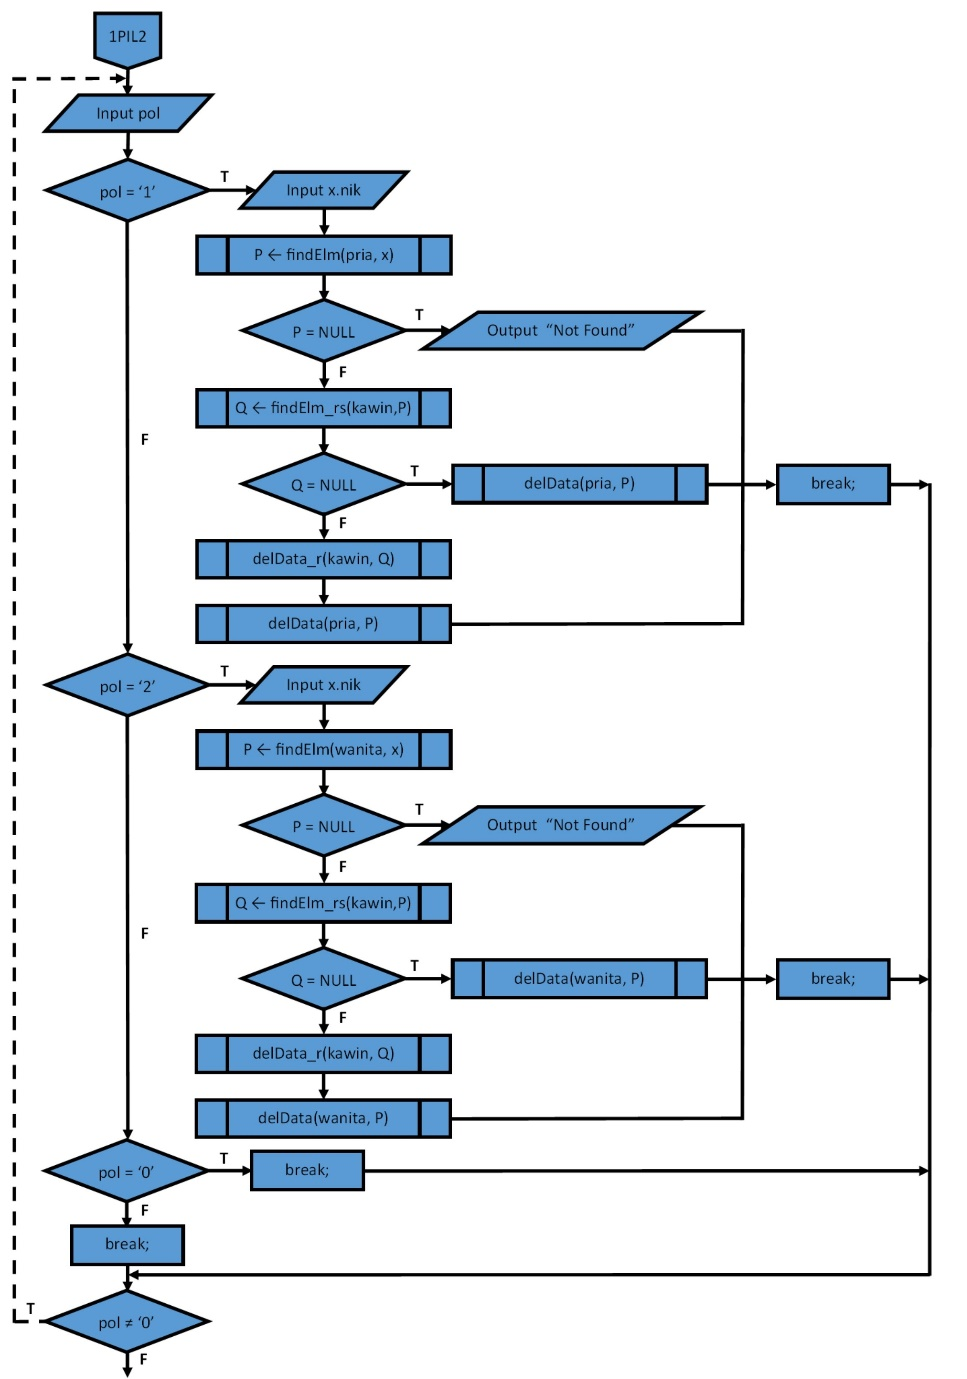 1PIL2
Input pol
pol = ‘1’
T
Input x.nik
P ← findElm(pria, x)
P = NULL
T
Output “Not Found”
F
Q ← findElm_rs(kawin,P)
F
Q = NULL
T
delData(pria, P)
break;
F
delData_r(kawin, Q)
delData(pria, P)
pol = ‘2’
T
Input x.nik
P ← findElm(wanita, x)
P = NULL
T
Output “Not Found”
F
Q ← findElm_rs(kawin,P)
F
Q = NULL
T
delData(wanita, P)
break;
F
delData_r(kawin, Q)
delData(wanita, P)
pol = ‘0’
T
break;
F
break;
T
pol ≠ ‘0’
F